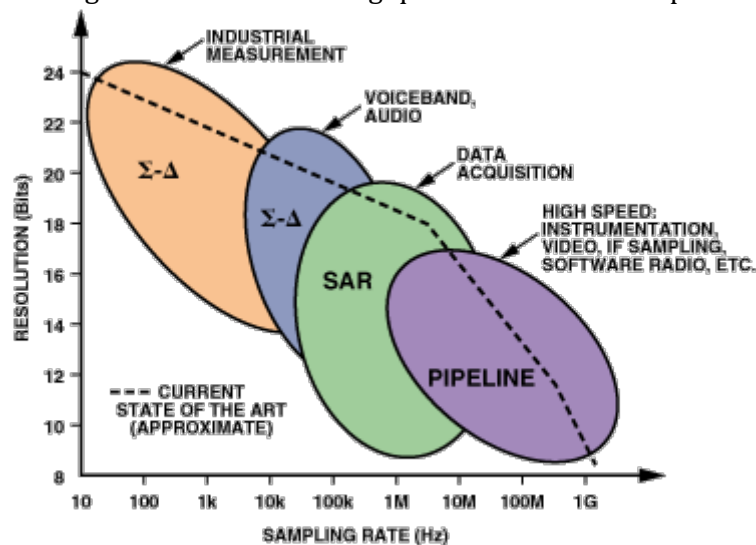 INDUSTRIAL
MEASUREMENT
VOICEBAND,
AUDIO
DATA
ACQUISITION
HIGH SPEED:
INSTRUMENTATION,
VIDEO, IF SAMPLING,
SOFTWARE RADIO, ETC.
Σ-Δ
Σ-Δ
SAR
PIPELINE
CURRENT
STATE OF THE ART
(APPROXIMATE)
RESOLUTION (Bits)
24
22
20
18
16
14
12
10
8
10 100 1k 10k 100k 1M 10M 100M 1G
SAMPLING RATE (Hz)